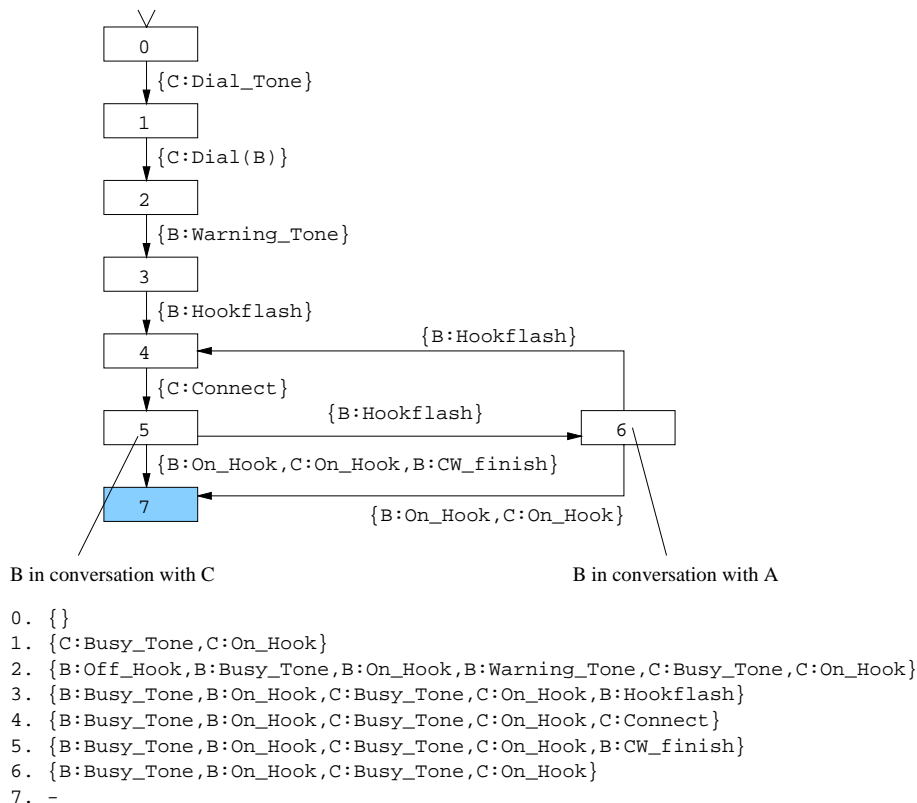 0
{C:Dial_Tone}
1
{C:Dial(B)}
2
{B:Warning_Tone}
3
{B:Hookflash}
{B:Hookflash}
4
{C:Connect}
{B:Hookflash}
5
6
{B:On_Hook,C:On_Hook,B:CW_finish}
7
{B:On_Hook,C:On_Hook}
B in conversation with C
B in conversation with A
0. {}
1. {C:Busy_Tone,C:On_Hook}
2. {B:Off_Hook,B:Busy_Tone,B:On_Hook,B:Warning_Tone,C:Busy_Tone,C:On_Hook}
3. {B:Busy_Tone,B:On_Hook,C:Busy_Tone,C:On_Hook,B:Hookflash}
4. {B:Busy_Tone,B:On_Hook,C:Busy_Tone,C:On_Hook,C:Connect}
5. {B:Busy_Tone,B:On_Hook,C:Busy_Tone,C:On_Hook,B:CW_finish}
6. {B:Busy_Tone,B:On_Hook,C:Busy_Tone,C:On_Hook}
7. -